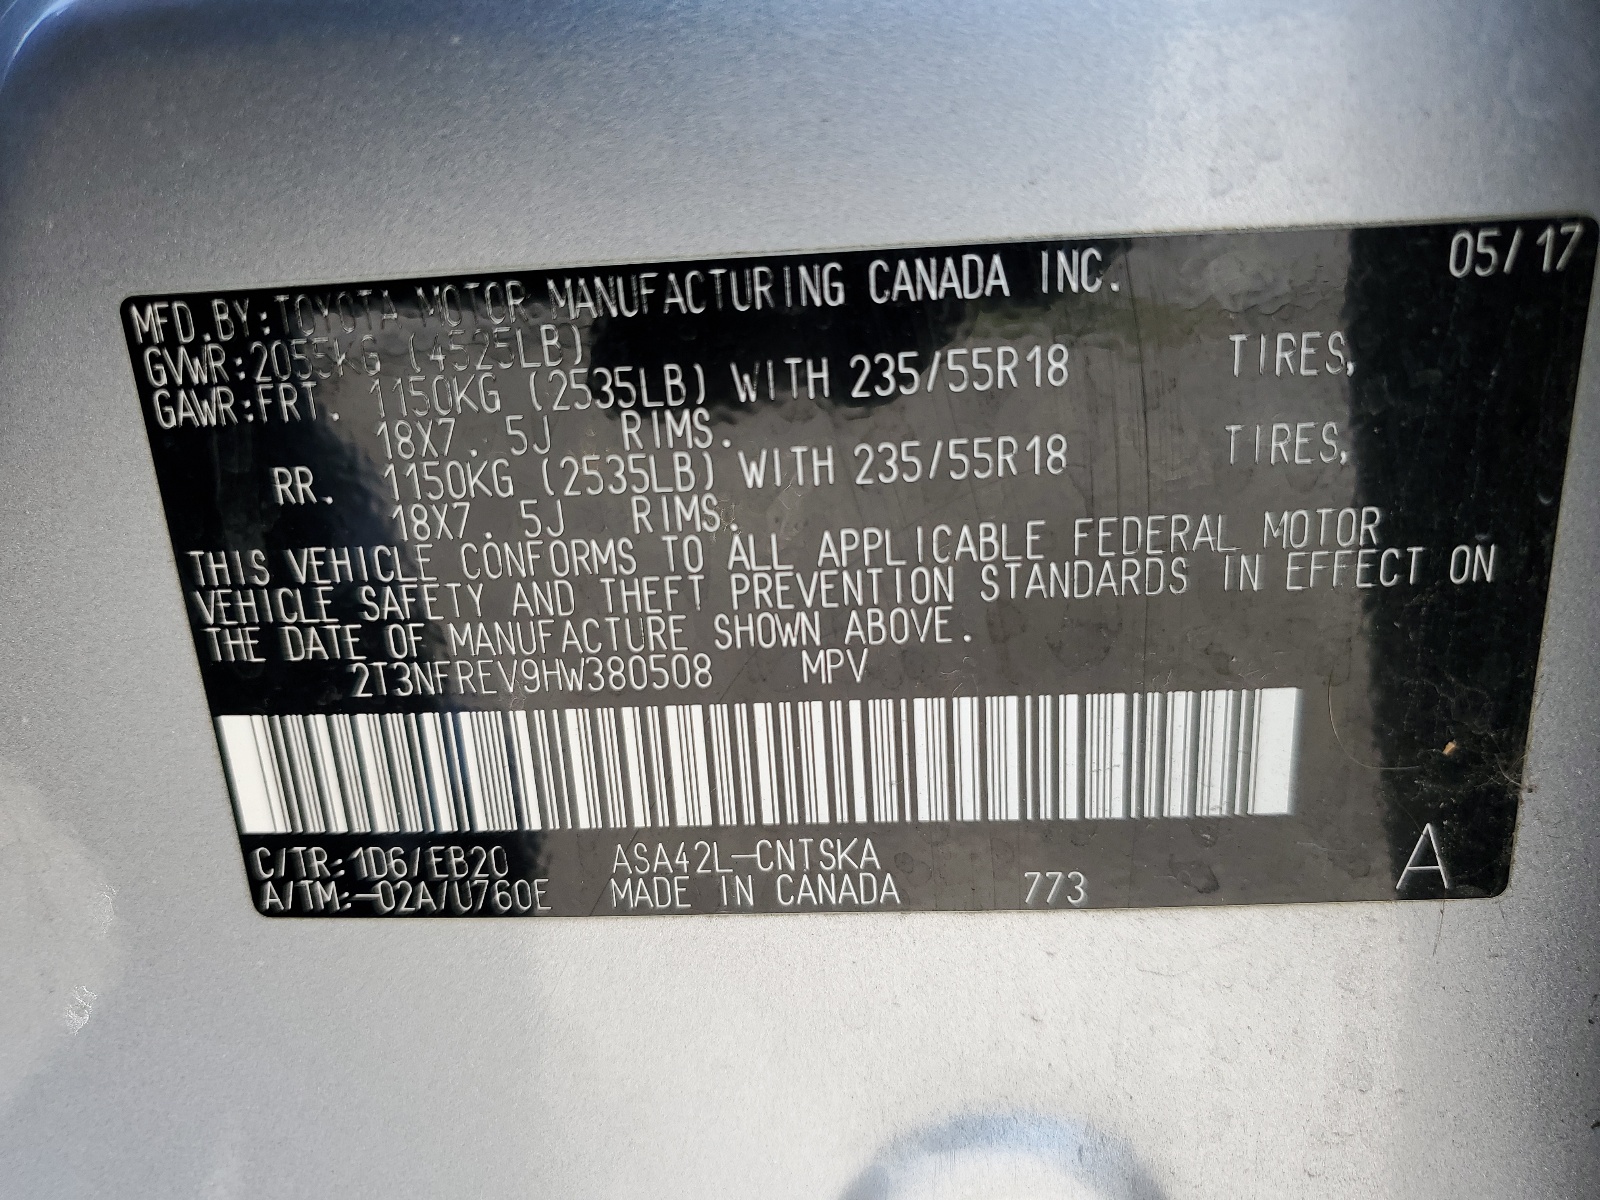 05/17
MFD.BY:TOYOTA MOTOR MANUFACTURING CANADA INC.
GVWR:2055KG (4525LB)
GAWR:FRT. 1150KG (2535LB) WITH 235/55R18 TIRES,
18X7.5J RIMS.
RR. 1150KG (2535LB) WITH 235/55R18 TIRES,
18X7.5J RIMS.
THIS VEHICLE CONFORMS TO ALL APPLICABLE FEDERAL MOTOR
VEHICLE SAFETY AND THEFT PREVENTION STANDARDS IN EFFECT ON
THE DATE OF MANUFACTURE SHOWN ABOVE.
2T3NFREV9HW380508 MPV
C/TR:1D6/EB20 ASA42L-CNTSKA
A/TM:-02A/U760E MADE IN CANADA 773 A